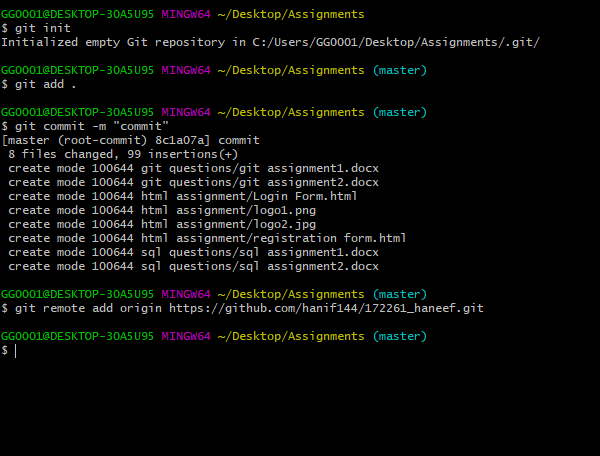 GG0001@DESKTOP-30A5U95 MINGW64 ~/Desktop/Assignments
$ git init
Initialized empty Git repository in C:/Users/GG0001/Desktop/Assignments/.git/
GG0001@DESKTOP-30A5U95 MINGW64 ~/Desktop/Assignments (master)
$ git add .
GG0001@DESKTOP-30A5U95 MINGW64 ~/Desktop/Assignments (master)
$ git commit -m "commit"
[master (root-commit) 8c1a07a] commit
8 files changed, 99 insertions(+)
create mode 100644 git questions/git assignment1.docx
create mode 100644 git questions/git assignment2.docx
create mode 100644 html assignment/Login Form.html
create mode 100644 html assignment/logo1.png
create mode 100644 html assignment/logo2.jpg
create mode 100644 html assignment/registration form.html
create mode 100644 sql questions/sql assignment1.docx
create mode 100644 sql questions/sql assignment2.docx
GG0001@DESKTOP-30A5U95 MINGW64 ~/Desktop/Assignments (master)
$ git remote add origin https://github.com/hanif144/172261_haneef.git
GG0001@DESKTOP-30A5U95 MINGW64 ~/Desktop/Assignments (master)
$